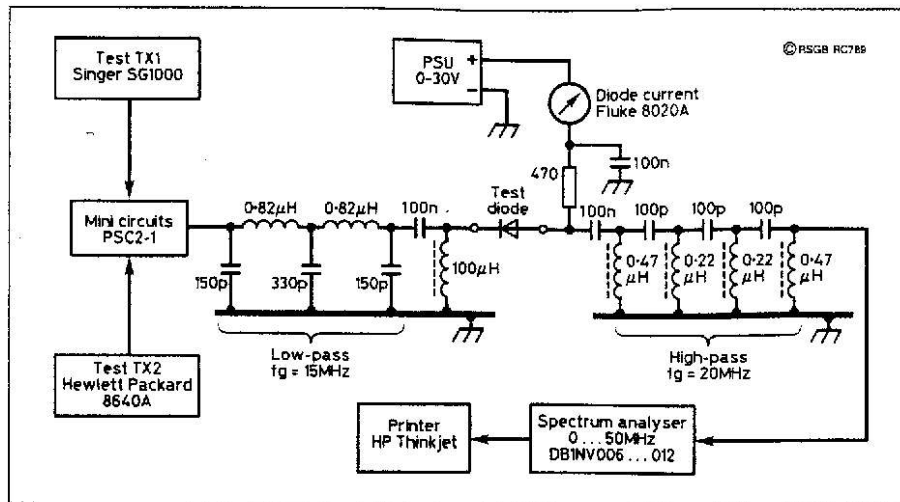 Test TX1
Singer SG1000
PSU
0-30V
+
−
© RSGB RC789
Diode current
Fluke 8020A
100n
470
Mini circuits
PSC2-1
0·82µH
0·82µH
100n
Test
diode
100n
100p
100p
100p
150p
330p
150p
100µH
0·47
µH
0·22
µH
0·22
µH
0·47
µH
Low-pass
fg = 15MHz
High-pass
fg = 20MHz
Test TX2
Hewlett Packard
8640A
Printer
HP Thinkjet
Spectrum analyser
0 ... 50MHz
DB1NV006 ... 012